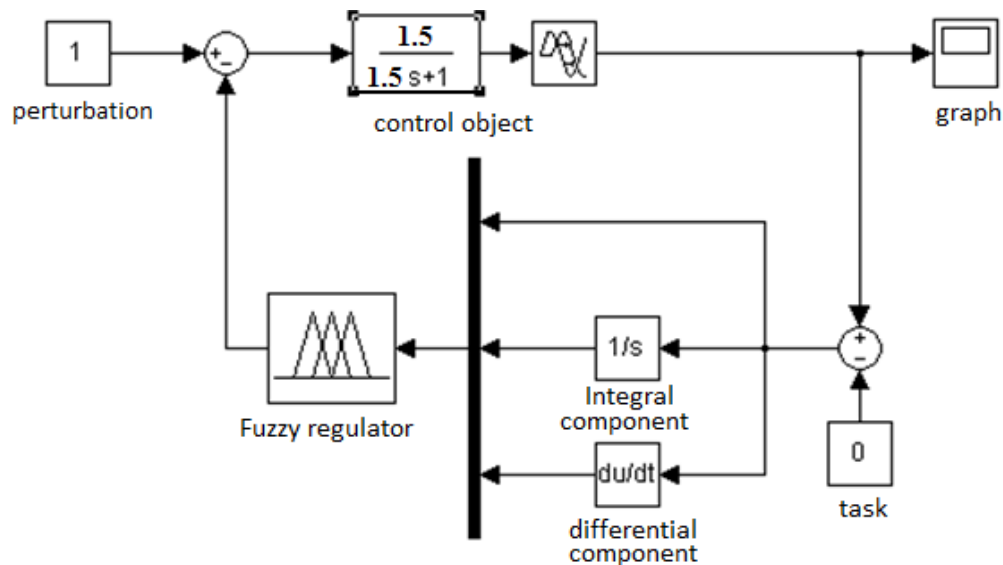 1
perturbation
+
−
1.5
1.5 s+1
control object
graph
Fuzzy regulator
1/s
Integral
component
du/dt
differential
component
+
−
0
task